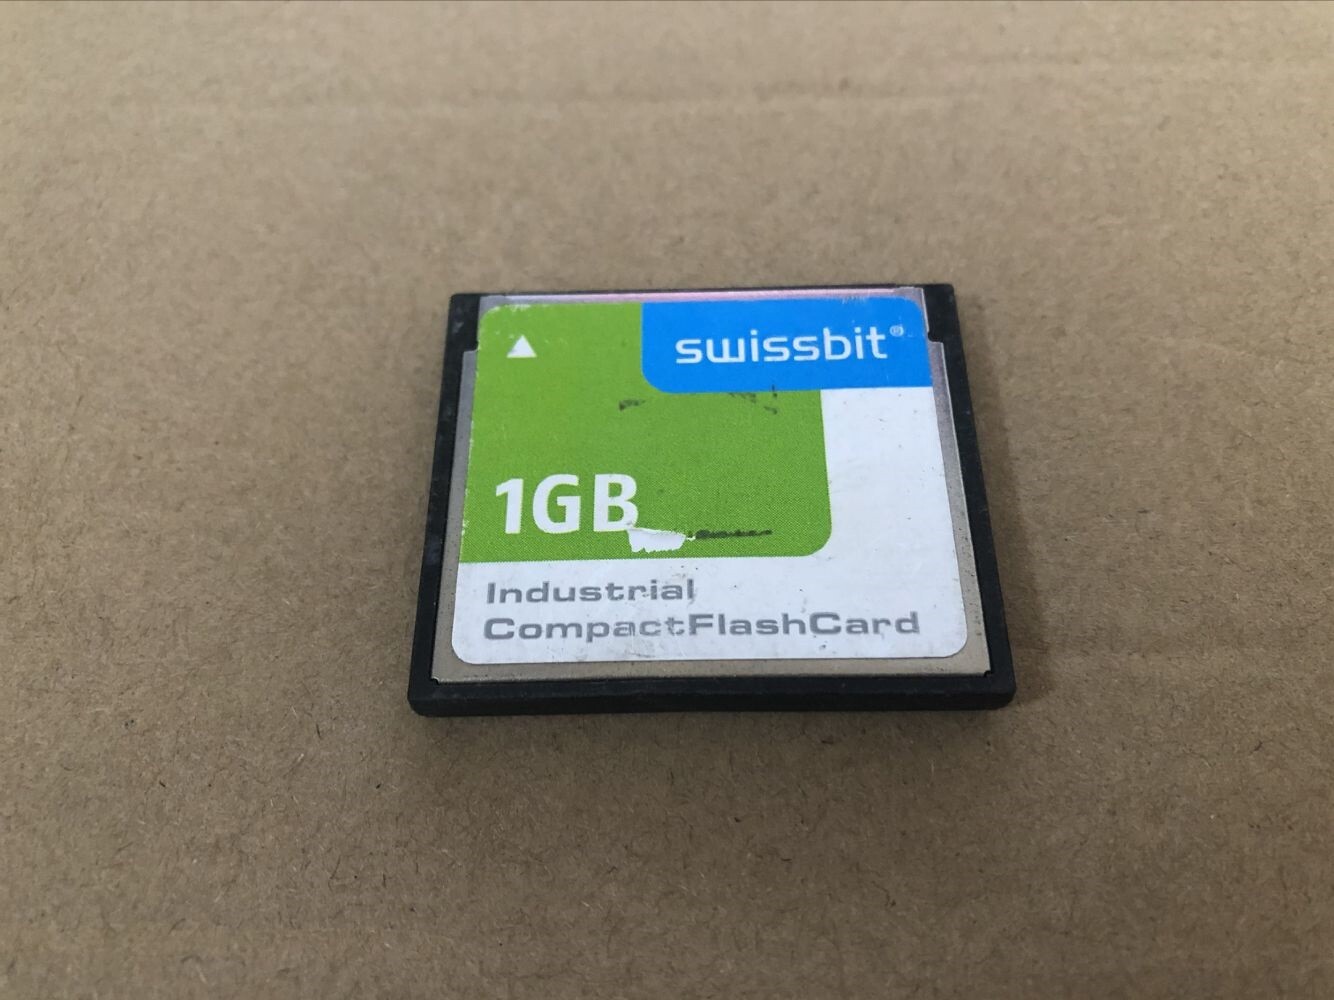 swissbit®
1GB
Industrial
CompactFlashCard